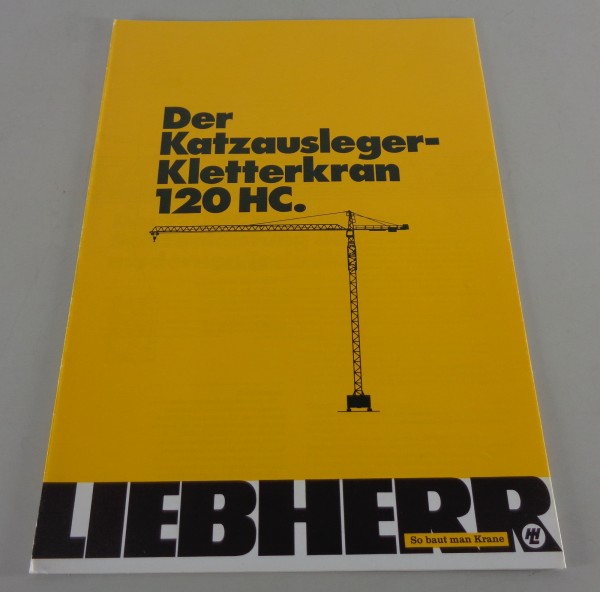 Der
Katzausleger-
Kletterkran
120 HC.
LIEBHERR
So baut man Krane